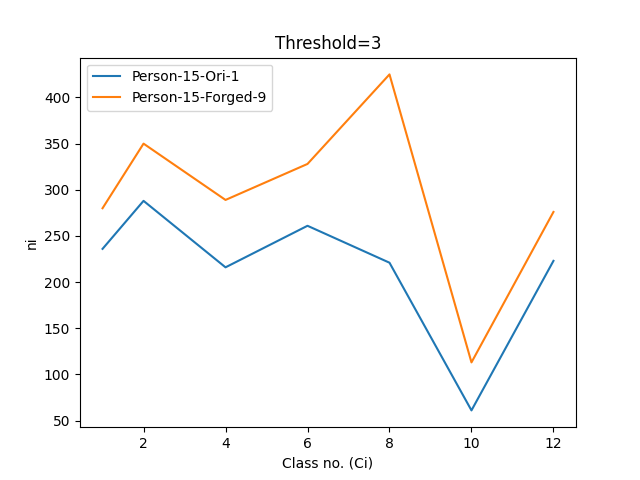 Threshold=3
Person-15-Ori-1
Person-15-Forged-9
400
350
300
250
200
150
100
50
ni
2 4 6 8 10 12
Class no. (Ci)